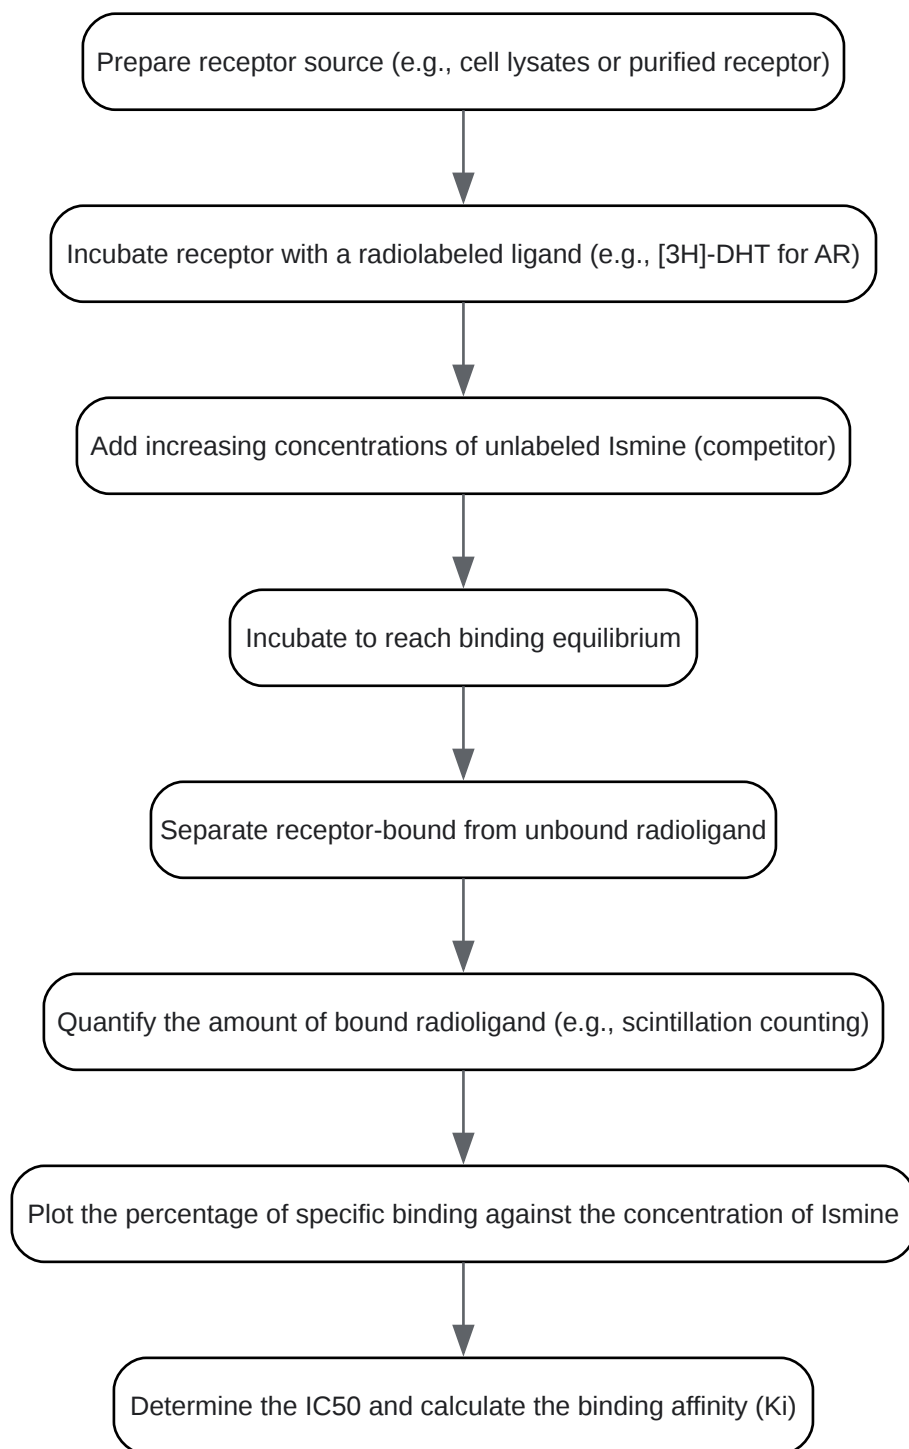 Prepare receptor source (e.g., cell lysates or purified receptor)
Incubate receptor with a radiolabeled ligand (e.g., [3H]-DHT for AR)
Add increasing concentrations of unlabeled Ismine (competitor)
Incubate to reach binding equilibrium
Separate receptor-bound from unbound radioligand
Quantify the amount of bound radioligand (e.g., scintillation counting)
Plot the percentage of specific binding against the concentration of Ismine
Determine the IC50 and calculate the binding affinity (Ki)